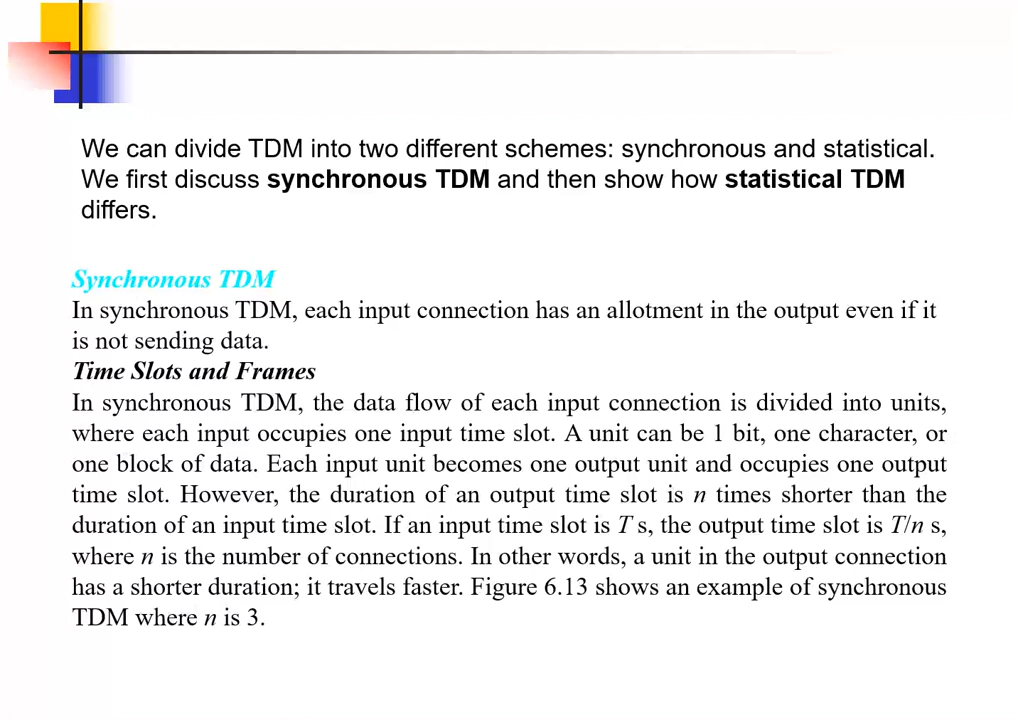 We can divide TDM into two different schemes: synchronous and statistical.
We first discuss synchronous TDM and then show how statistical TDM
differs.
Synchronous TDM
In synchronous TDM, each input connection has an allotment in the output even if it
is not sending data.
Time Slots and Frames
In synchronous TDM, the data flow of each input connection is divided into units,
where each input occupies one input time slot. A unit can be 1 bit, one character, or
one block of data. Each input unit becomes one output unit and occupies one output
time slot. However, the duration of an output time slot is n times shorter than the
duration of an input time slot. If an input time slot is T s, the output time slot is T/n s,
where n is the number of connections. In other words, a unit in the output connection
has a shorter duration; it travels faster. Figure 6.13 shows an example of synchronous
TDM where n is 3.